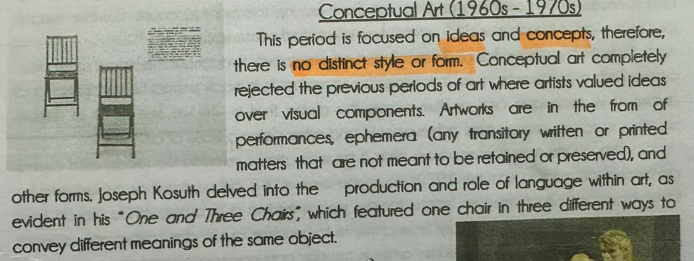 Conceptual Art (1960s - 1970s)
This period is focused on ideas and concepts, therefore,
there is no distinct style or form. Conceptual art completely
rejected the previous periods of art where artists valued ideas
over visual components. Artworks are in the from of
performances, ephemera (any transitory written or printed
matters that are not meant to be retained or preserved), and
other forms. Joseph Kosuth delved into the production and role of language within art, as
evident in his "One and Three Chairs", which featured one chair in three different ways to
convey different meanings of the same object.